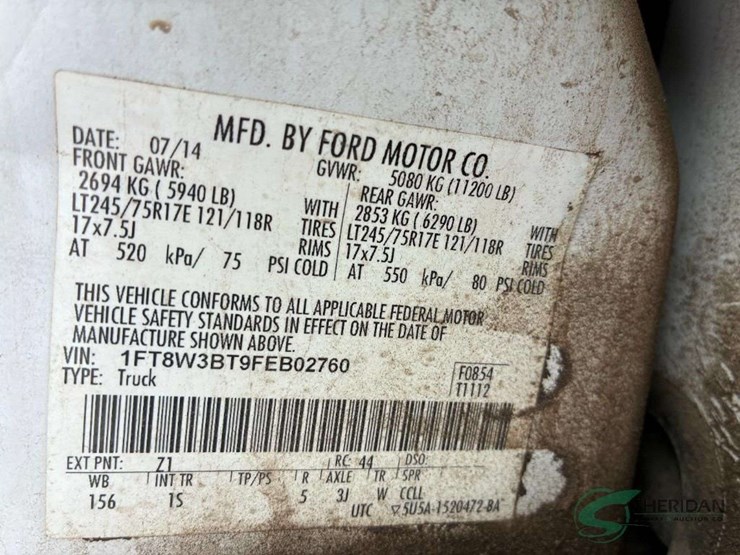 MFD. BY FORD MOTOR CO.
DATE: 07/14
GVWR: 5080 KG (11200 LB)
FRONT GAWR:
2694 KG ( 5940 LB) WITH
LT245/75R17E 121/118R TIRES
17x7.5J RIMS
AT 520 kPa/ 75 PSI COLD
REAR GAWR:
2853 KG ( 6290 LB) WITH
LT245/75R17E 121/118R TIRES
17x7.5J RIMS
AT 550 kPa/ 80 PSI COLD
THIS VEHICLE CONFORMS TO ALL APPLICABLE FEDERAL MOTOR
VEHICLE SAFETY STANDARDS IN EFFECT ON THE DATE OF
MANUFACTURE SHOWN ABOVE.
VIN: 1FT8W3BT9FEB02760
TYPE: Truck
F0854
T1112
EXT PNT: Z1 RC: 44 DSO:
WB INT TR TP/PS R AXLE TR SPR
156 1S 5 3J W CCLL
UTC ▽5U5A-1520472-BA
SHERIDAN